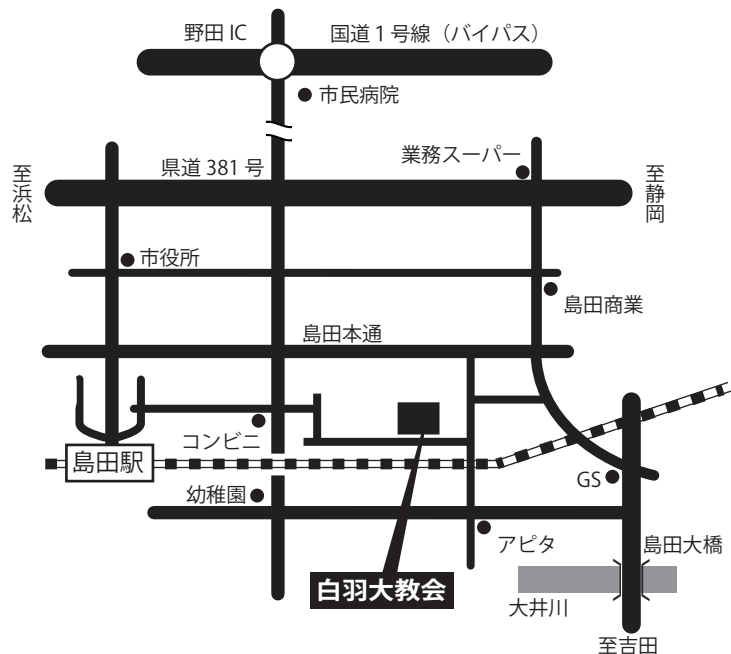 野田 IC
国道 1 号線（バイパス）
市民病院
業務スーパー
県道 381 号
至浜松
至静岡
市役所
島田商業
島田本通
コンビニ
島田駅
GS
幼稚園
アピタ
島田大橋
白羽大教会
大井川
至吉田